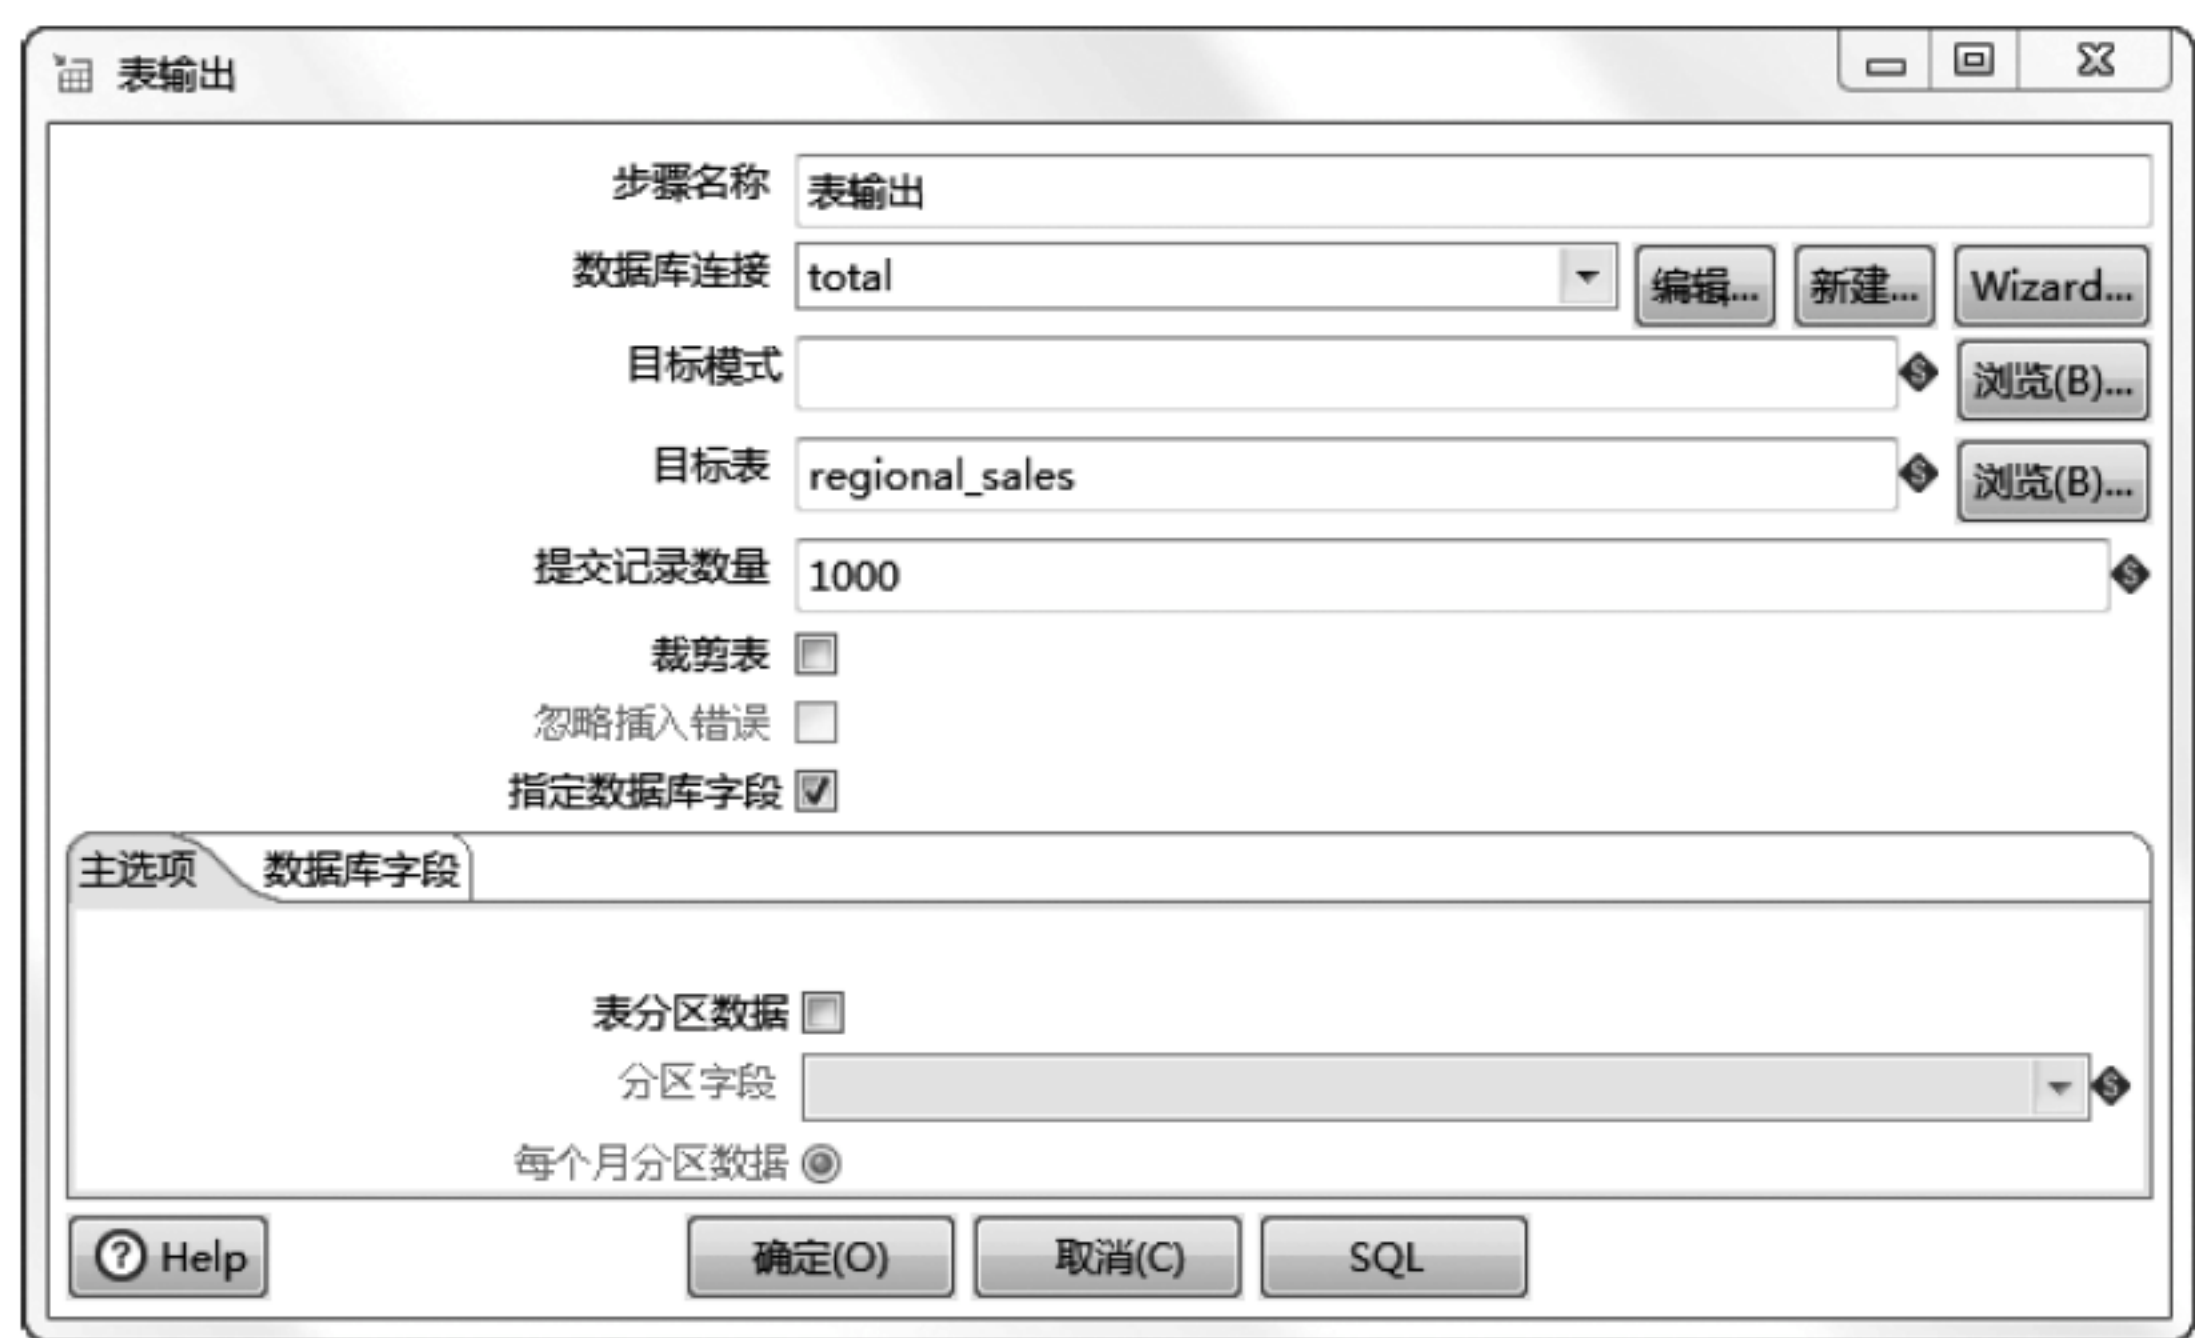 表输出
步骤名称 表输出
数据库连接 total 编辑... 新建... Wizard...
目标模式 浏览(B)...
目标表 regional_sales 浏览(B)...
提交记录数量 1000
裁剪表
忽略插入错误
指定数据库字段
主选项 数据库字段
表分区数据
分区字段
每个月分区数据
Help 确定(O) 取消(C) SQL